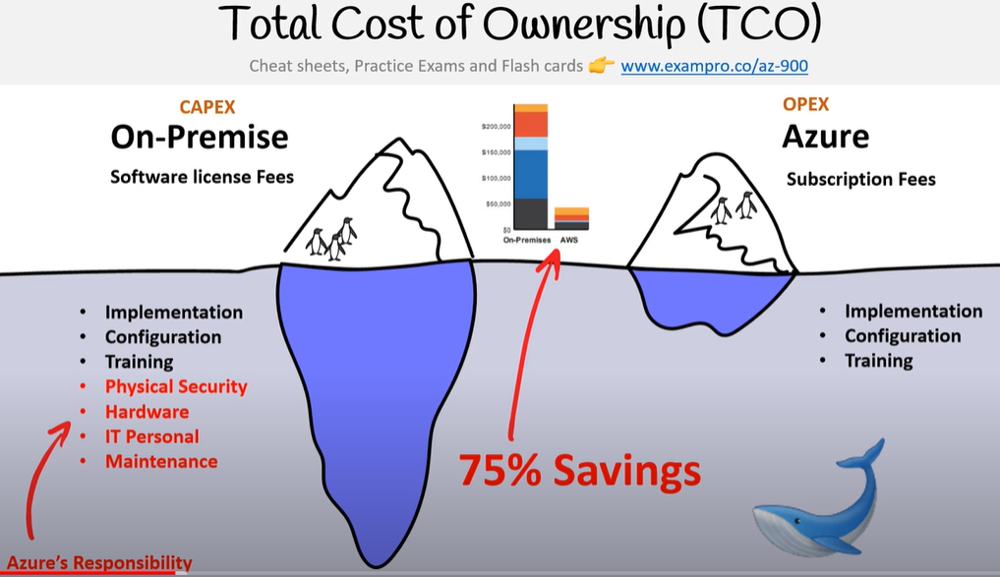 Total Cost of Ownership (TCO)
Cheat sheets, Practice Exams and Flash cards 👉 www.exampro.co/az-900
CAPEX
On-Premise
Software license Fees
$200,000
$150,000
$100,000
$50,000
$0
On-Premises AWS
OPEX
Azure
Subscription Fees
• Implementation
• Configuration
• Training
• Physical Security
• Hardware
• IT Personal
• Maintenance
Azure's Responsibility
75% Savings
• Implementation
• Configuration
• Training